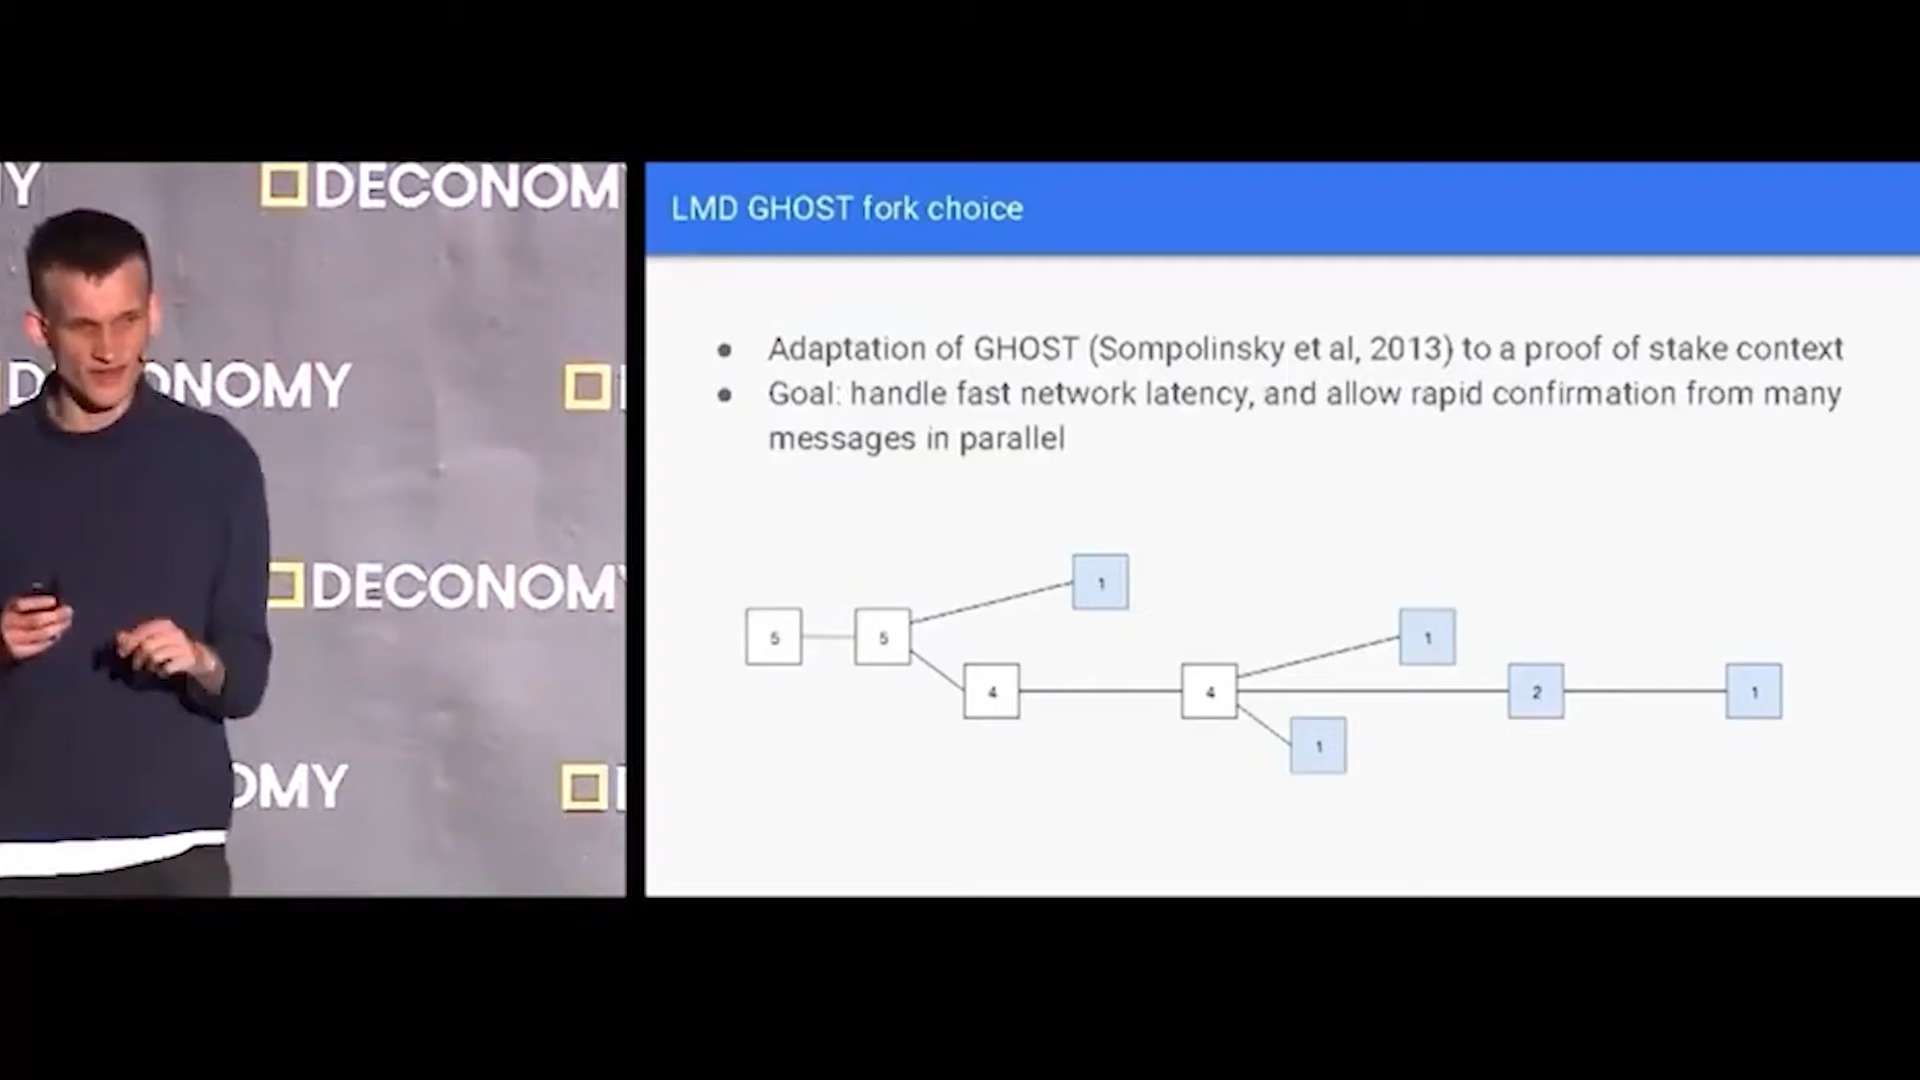 Y
DECONOM
D ONOMY
DECONOMY
OMY
LMD GHOST fork choice
● Adaptation of GHOST (Sompolinsky et al, 2013) to a proof of stake context
● Goal: handle fast network latency, and allow rapid confirmation from many
messages in parallel
1
5 5 1
4 4 2 1
1